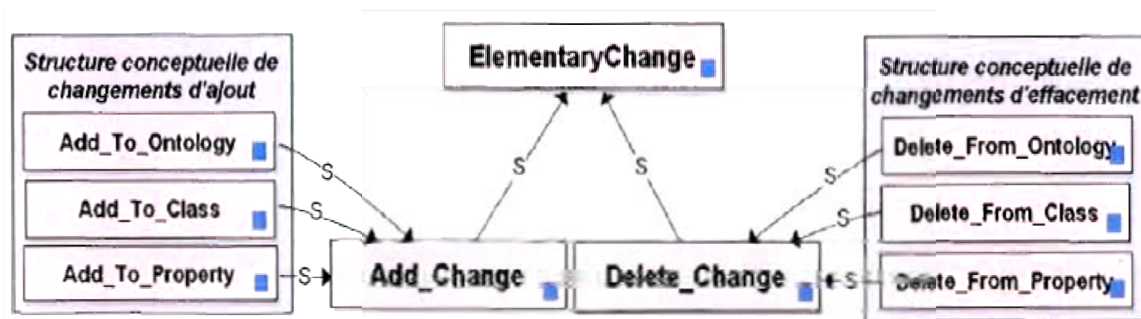 ElementaryChange
Structure conceptuelle de
changements d'ajout
Add_To_Ontology
Add_To_Class
Add_To_Property
S
S
S
Add_Change
S
S
Delete_Change
Structure conceptuelle de
changements d'effacement
Delete_From_Ontology
Delete_From_Class
Delete_From_Property
S
S
S